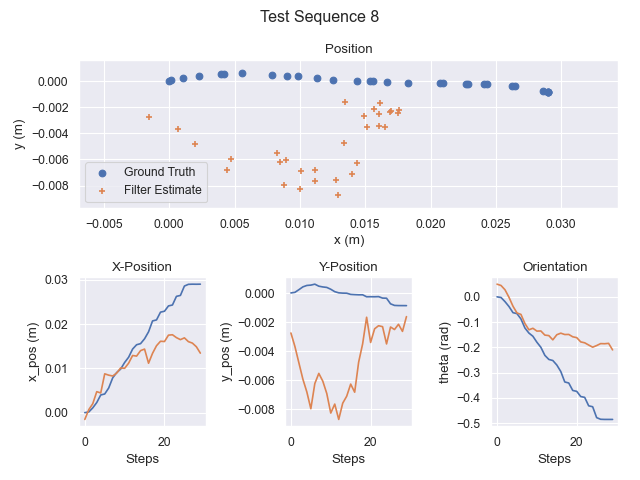 Test Sequence 8
Position
y (m)
0.000
−0.002
−0.004
−0.006
−0.008
Ground Truth
Filter Estimate
−0.005
0.000
0.005
0.010
0.015
0.020
0.025
0.030
x (m)
X-Position
x_pos (m)
0.03
0.02
0.01
0.00
0
20
Steps
Y-Position
y_pos (m)
0.000
−0.002
−0.004
−0.006
−0.008
0
20
Steps
Orientation
theta (rad)
0.0
−0.1
−0.2
−0.3
−0.4
−0.5
0
20
Steps